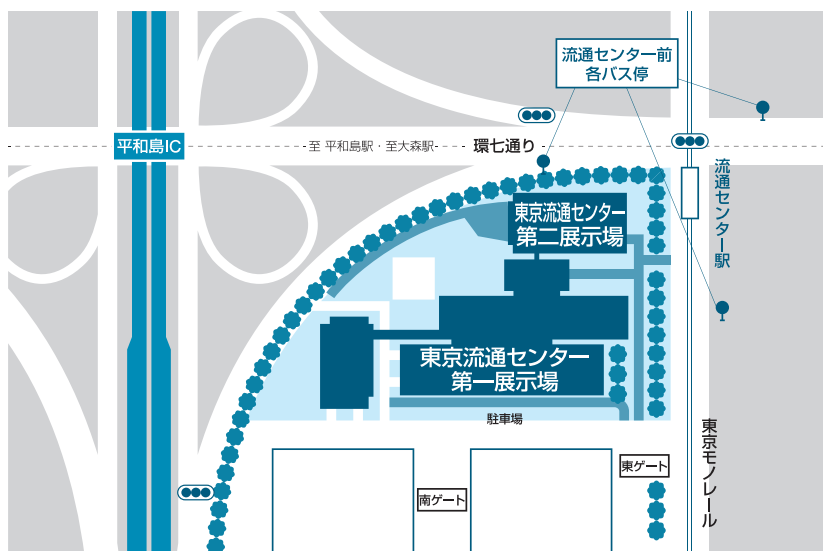 流通センター前
各バス停
平和島IC
至 平和島駅・至大森駅
環七通り
流通センター駅
東京流通センター
第二展示場
東京流通センター
第一展示場
駐車場
東京モノレール
東ゲート
南ゲート